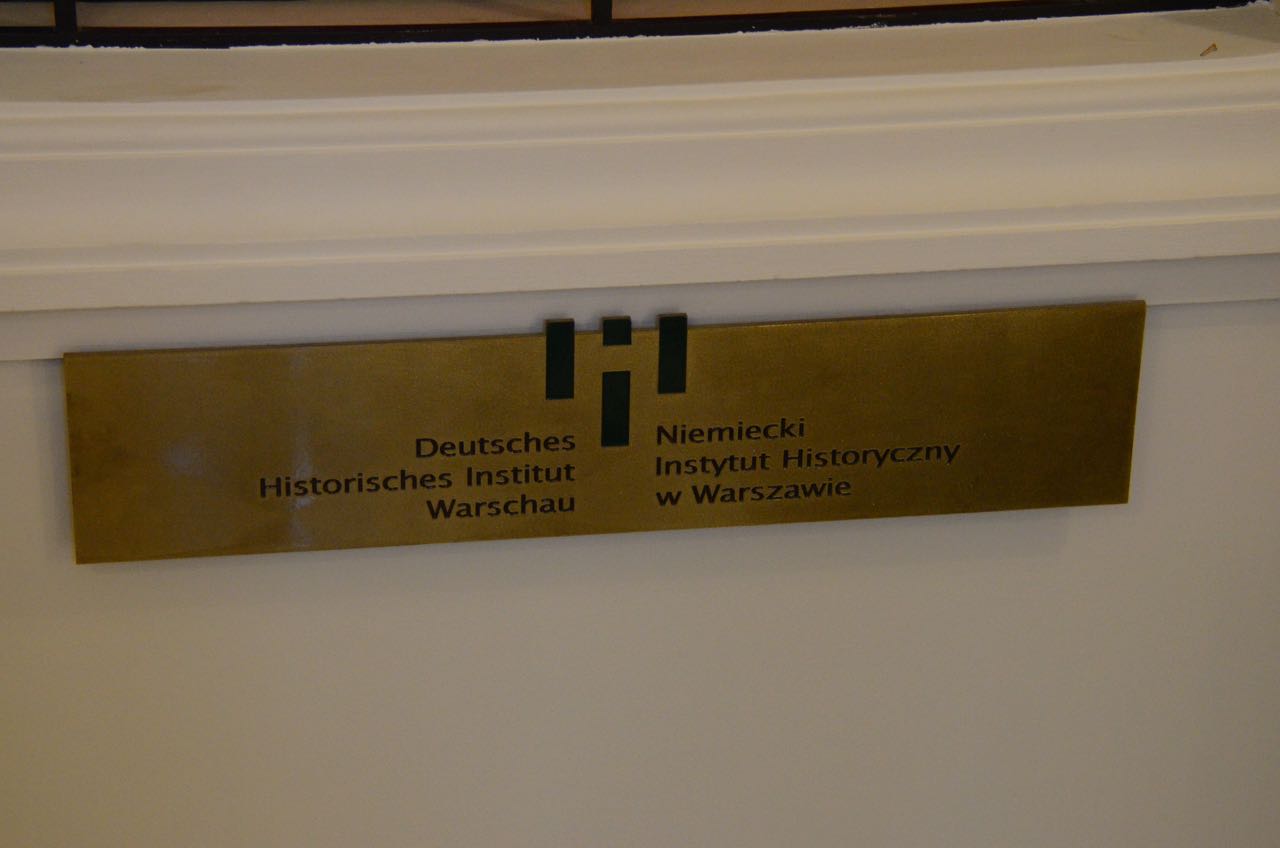 Deutsches
Historisches Institut
Warschau
Niemiecki
Instytut Historyczny
w Warszawie